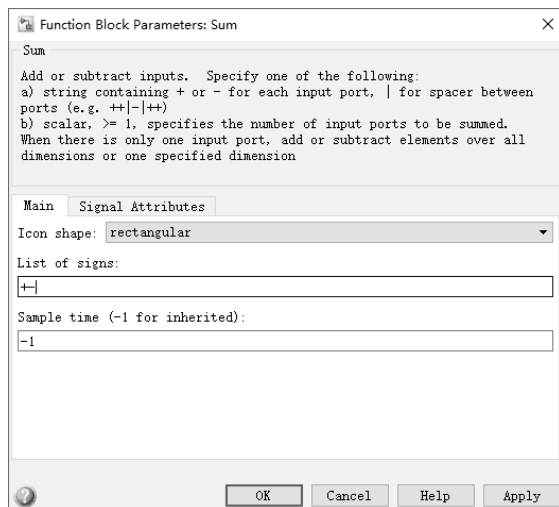 Function Block Parameters: Sum
Sum
Add or subtract inputs. Specify one of the following:
a) string containing + or - for each input port, | for spacer between
ports (e.g. ++|-|++)
b) scalar, >= 1, specifies the number of input ports to be summed.
When there is only one input port, add or subtract elements over all
dimensions or one specified dimension
Main Signal Attributes
Icon shape: rectangular
List of signs:
+-
Sample time (-1 for inherited):
-1
OK Cancel Help Apply